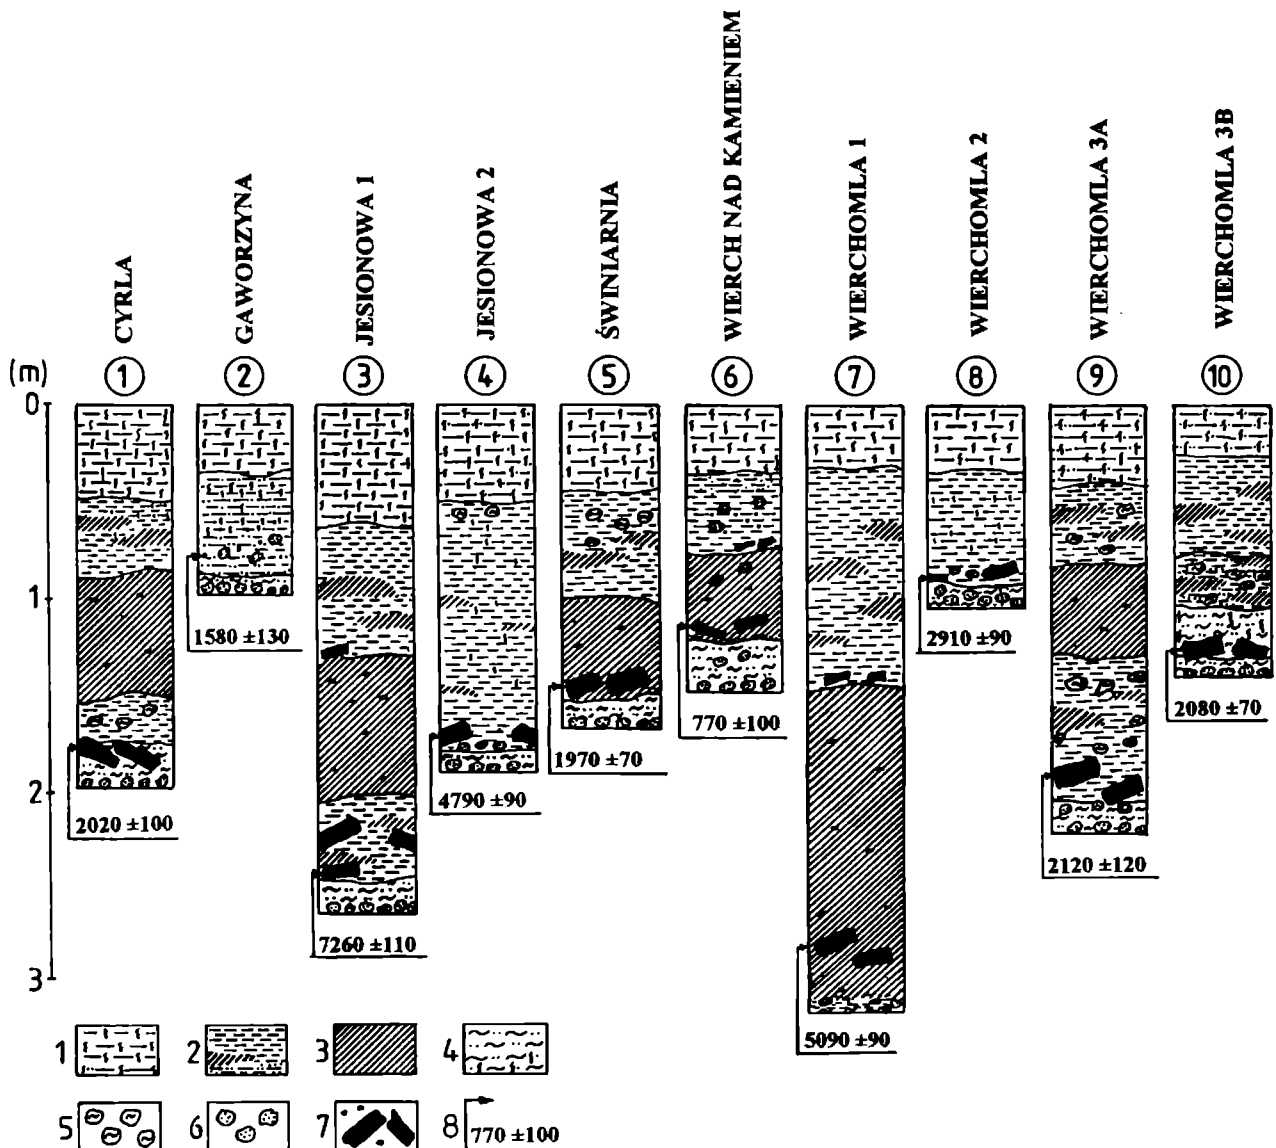 CYRLA
GAWORZYNA
JESIONOWA 1
JESIONOWA 2
ŚWINIARNIA
WIERCH NAD KAMIENIEM
WIERCHOMLA 1
WIERCHOMLA 2
WIERCHOMLA 3A
WIERCHOMLA 3B
(m) 1 2 3 4 5 6 7 8 9 10
0
1
2
3
1580 ±130
2910 ±90
2080 ±70
770 ±100
1970 ±70
4790 ±90
2020 ±100
2120 ±120
7260 ±110
5090 ±90
1 2 3 4
5 6 7 8 770 ±100